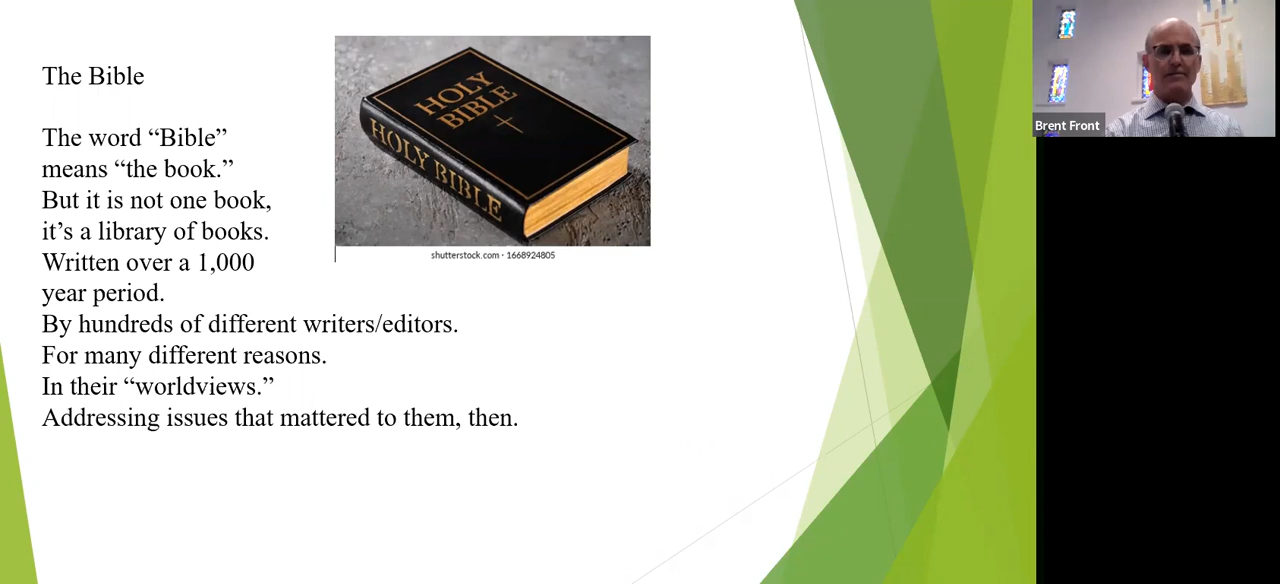 The Bible
The word “Bible”
means “the book.”
But it is not one book,
it’s a library of books.
Written over a 1,000
year period.
By hundreds of different writers/editors.
For many different reasons.
In their “worldviews.”
Addressing issues that mattered to them, then.
HOLY
BIBLE
HOLY BIBLE
shutterstock.com · 1668924805
Brent Front